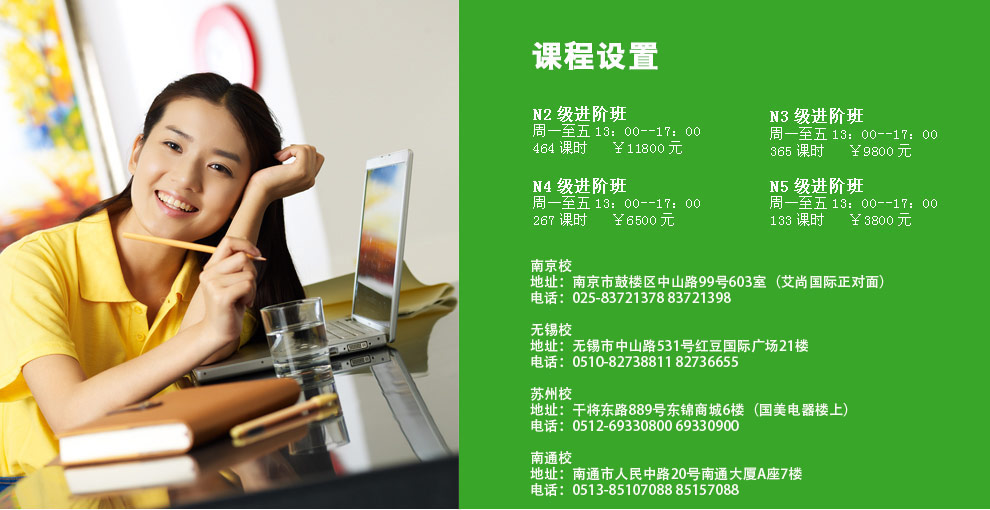 课程设置
N2 级进阶班
周一至五 13：00--17：00
464 课时 ￥11800 元
N3 级进阶班
周一至五 13：00--17：00
365 课时 ￥9800 元
N4 级进阶班
周一至五 13：00--17：00
267 课时 ￥6500 元
N5 级进阶班
周一至五 13：00--17：00
133 课时 ￥3800 元
南京校
地址：南京市鼓楼区中山路99号603室（艾尚国际正对面）
电话：025-83721378 83721398
无锡校
地址：无锡市中山路531号红豆国际广场21楼
电话：0510-82738811 82736655
苏州校
地址：干将东路889号东锦商城6楼（国美电器楼上）
电话：0512-69330800 69330900
南通校
地址：南通市人民中路20号南通大厦A座7楼
电话：0513-85107088 85157088